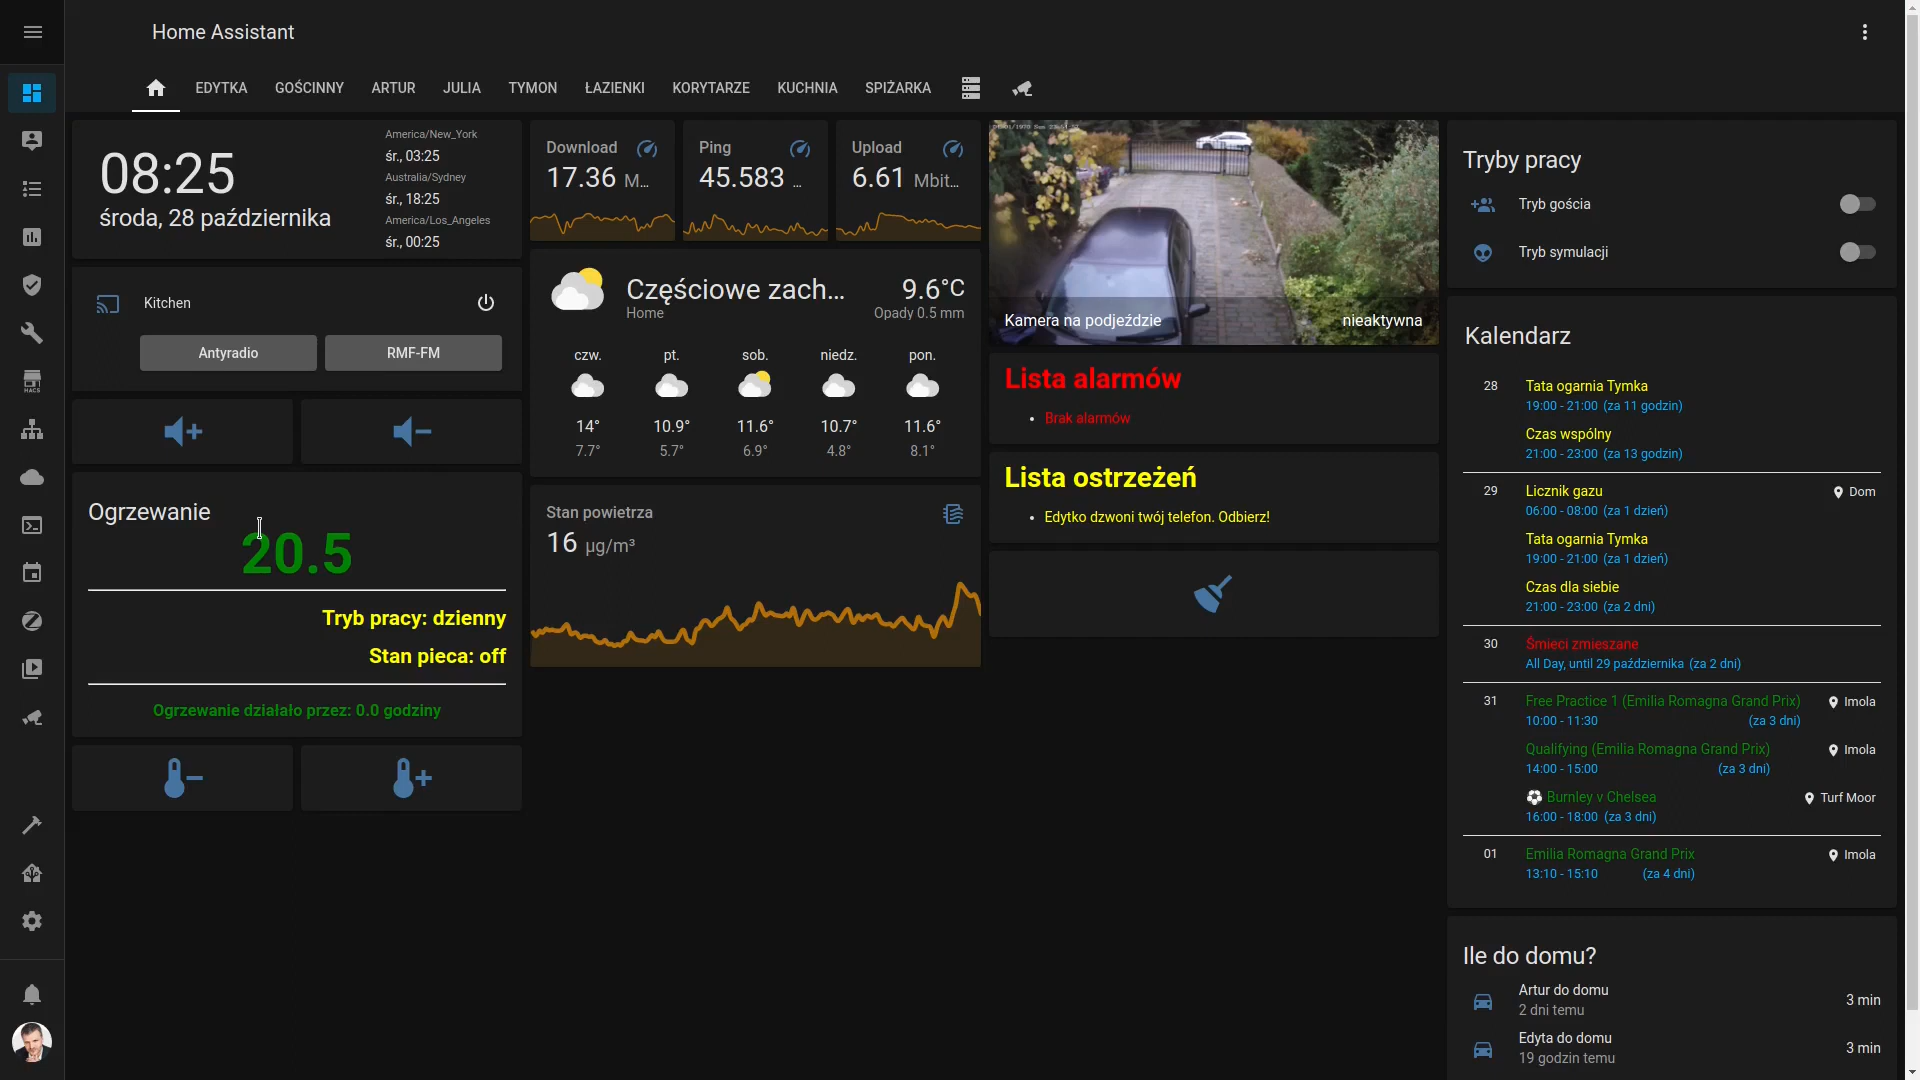 Home Assistant
EDYTKA GOŚCINNY ARTUR JULIA TYMON ŁAZIENKI KORYTARZE KUCHNIA SPIŻARKA
HACS
08:25
środa, 28 października
America/New_York
śr., 03:25
Australia/Sydney
śr., 18:25
America/Los_Angeles
śr., 00:25
Kitchen
Antyradio RMF-FM
Ogrzewanie
20.5
Tryb pracy: dzienny
Stan pieca: off
Ogrzewanie działało przez: 0.0 godziny
Download
17.36 M...
Ping
45.583 ...
Upload
6.61 Mbit...
Częściowe zach...
Home
9.6°C
Opady 0.5 mm
czw. pt. sob. niedz. pon.
14° 10.9° 11.6° 10.7° 11.6°
7.7° 5.7° 6.9° 4.8° 8.1°
Stan powietrza
16 µg/m³
Kamera na podjeździe nieaktywna
Lista alarmów
• Brak alarmów
Lista ostrzeżeń
• Edytko dzwoni twój telefon. Odbierz!
Tryby pracy
Tryb gościa
Tryb symulacji
Kalendarz
28 Tata ogarnia Tymka
19:00 - 21:00 (za 11 godzin)
Czas wspólny
21:00 - 23:00 (za 13 godzin)
29 Licznik gazu Dom
06:00 - 08:00 (za 1 dzień)
Tata ogarnia Tymka
19:00 - 21:00 (za 1 dzień)
Czas dla siebie
21:00 - 23:00 (za 2 dni)
30 Śmieci zmieszane
All Day, until 29 października (za 2 dni)
31 Free Practice 1 (Emilia Romagna Grand Prix) Imola
10:00 - 11:30 (za 3 dni)
Qualifying (Emilia Romagna Grand Prix) Imola
14:00 - 15:00 (za 3 dni)
⚽ Burnley v Chelsea Turf Moor
16:00 - 18:00 (za 3 dni)
01 Emilia Romagna Grand Prix Imola
13:10 - 15:10 (za 4 dni)
Ile do domu?
Artur do domu 3 min
2 dni temu
Edyta do domu 3 min
19 godzin temu